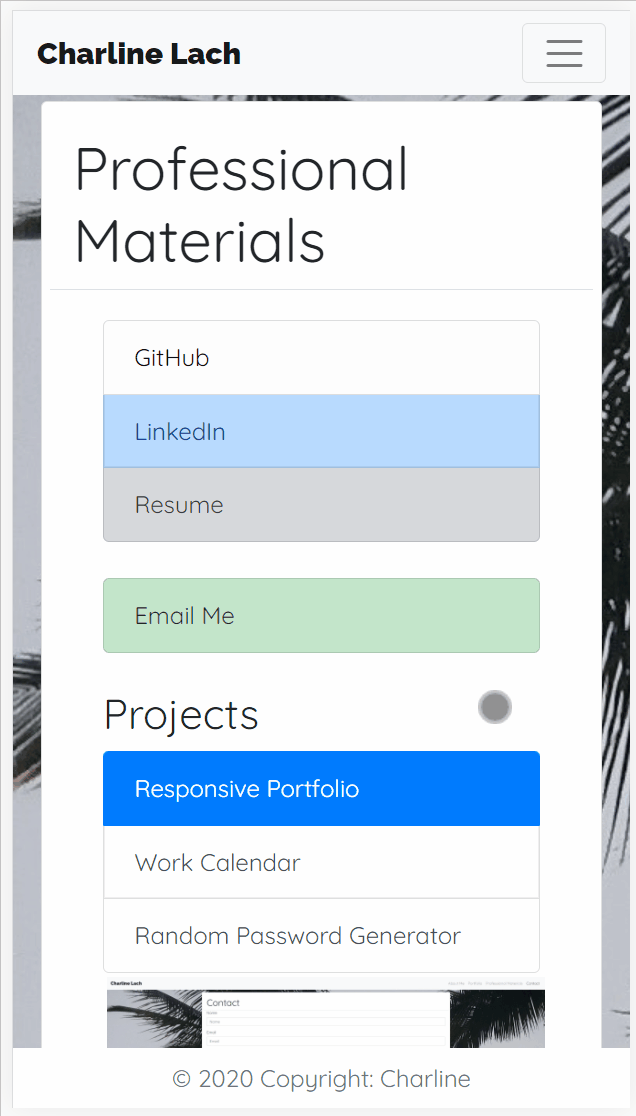 Charline Lach
Professional
Materials
GitHub
LinkedIn
Resume
Email Me
Projects
Responsive Portfolio
Work Calendar
Random Password Generator
Charline Lach
Contact
© 2020 Copyright: Charline